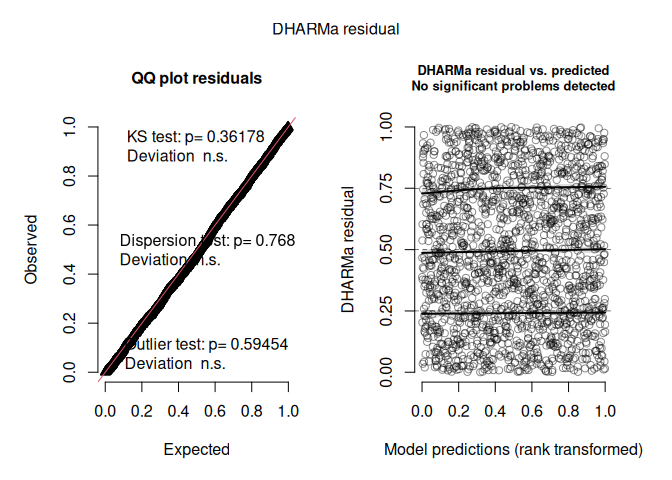 DHARMa residual
QQ plot residuals
KS test: p= 0.36178
Deviation n.s.
Dispersion test: p= 0.768
Deviation n.s.
Outlier test: p= 0.59454
Deviation n.s.
Observed
0.0
0.2
0.4
0.6
0.8
1.0
0.0 0.2 0.4 0.6 0.8 1.0
Expected
DHARMa residual vs. predicted
No significant problems detected
DHARMa residual
0.00
0.25
0.50
0.75
1.00
0.0 0.2 0.4 0.6 0.8 1.0
Model predictions (rank transformed)